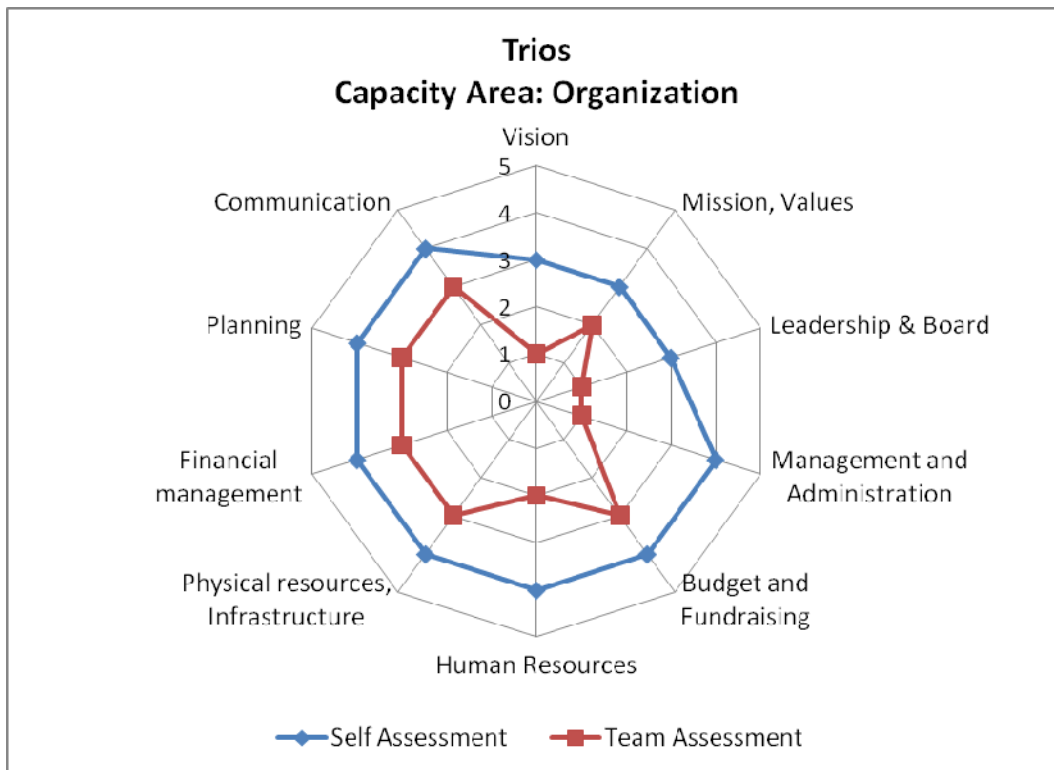 Trios
Capacity Area: Organization
Vision
5
4
3
2
1
0
Mission, Values
Leadership & Board
Management and
Administration
Budget and
Fundraising
Human Resources
Physical resources,
Infrastructure
Financial
management
Planning
Communication
Self Assessment
Team Assessment